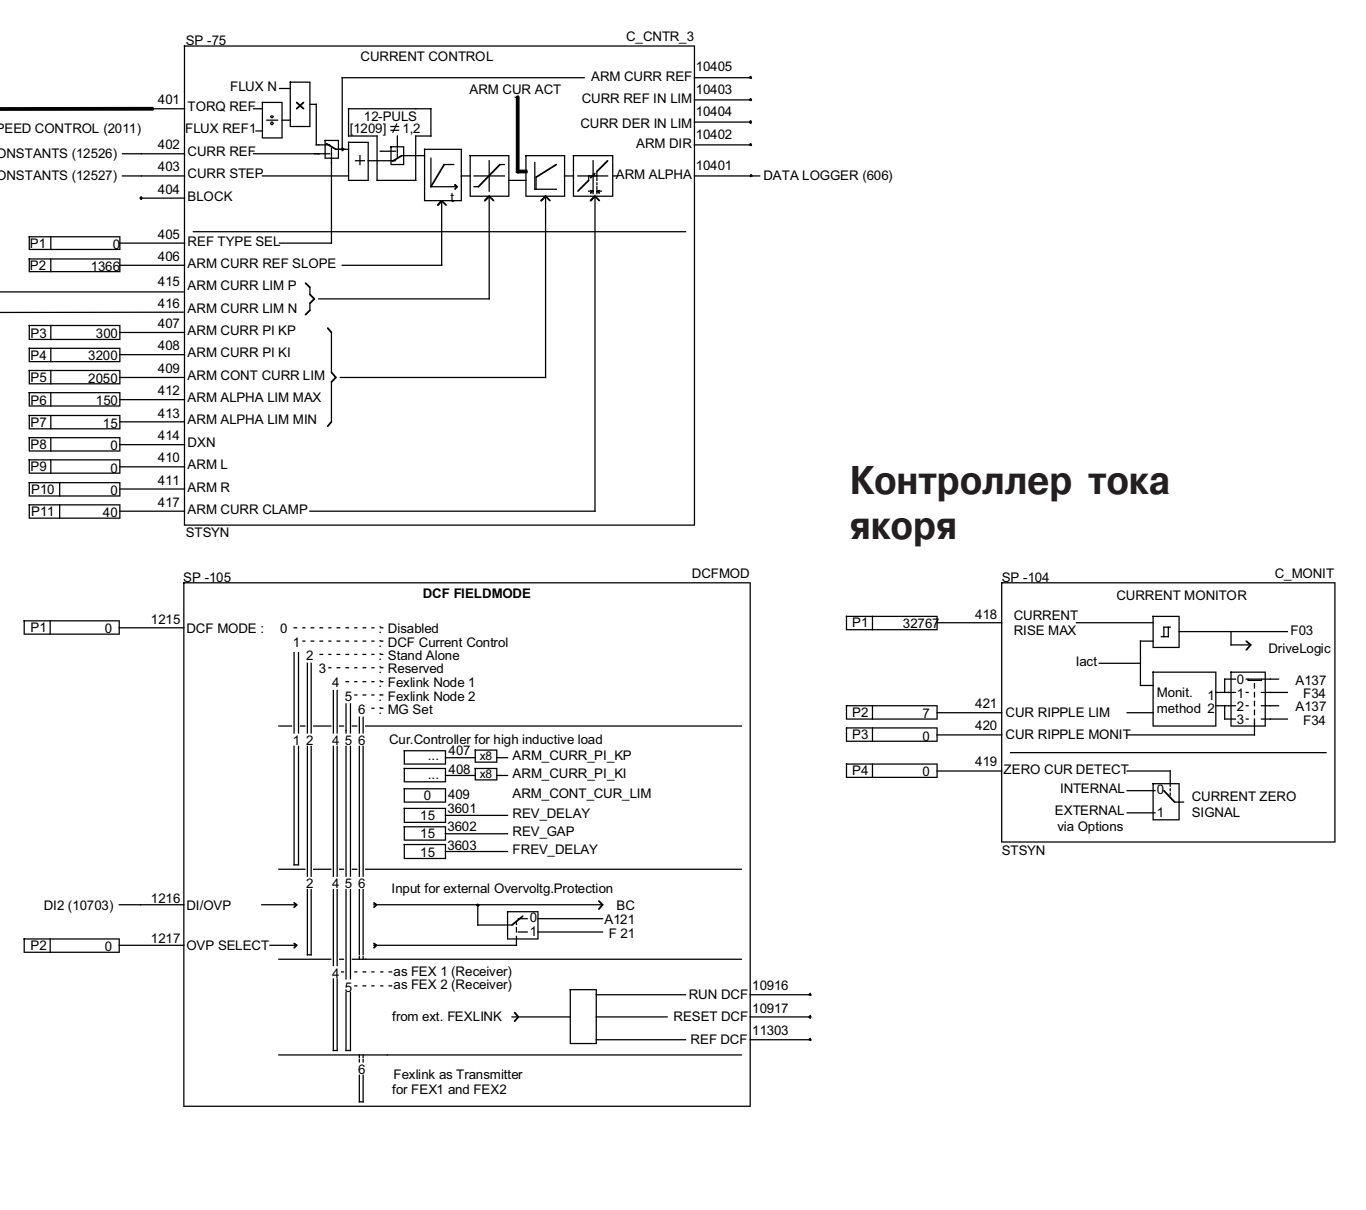 SP -75
C_CNTR_3
CURRENT CONTROL
10405
ARM CURR REF
FLUX N
ARM CUR ACT
10403
CURR REF IN LIM
401
TORQ REF
×
÷
12-PULS
[1209] ≠ 1,2
10404
CURR DER IN LIM
PEED CONTROL (2011)
FLUX REF1
10402
ARM DIR
ONSTANTS (12526)
402
CURR REF
+
ONSTANTS (12527)
403
CURR STEP
10401
ARM ALPHA
DATA LOGGER (606)
404
BLOCK
t
P1 0
405
REF TYPE SEL
P2 1366
406
ARM CURR REF SLOPE
415
ARM CURR LIM P
416
ARM CURR LIM N
P3 300
407
ARM CURR PI KP
P4 3200
408
ARM CURR PI KI
P5 2050
409
ARM CONT CURR LIM
P6 150
412
ARM ALPHA LIM MAX
P7 15
413
ARM ALPHA LIM MIN
P8 0
414
DXN
P9 0
410
ARM L
P10 0
411
ARM R
P11 40
417
ARM CURR CLAMP
STSYN
Контроллер тока
якоря
SP -105
DCFMOD
DCF FIELDMODE
P1 0
1215
DCF MODE : 0 - - - - - - - - - - - : Disabled
1 - - - - - - - - - - : DCF Current Control
2 - - - - - - - - : Stand Alone
3 - - - - - - : Reserved
4 - - - - : Fexlink Node 1
5 - - - : Fexlink Node 2
6 - : MG Set
1 2 4 5 6
Cur.Controller for high inductive load
... 407 x8 ARM_CURR_PI_KP
... 408 x8 ARM_CURR_PI_KI
0 409 ARM_CONT_CUR_LIM
15 3601 REV_DELAY
15 3602 REV_GAP
15 3603 FREV_DELAY
2 4 5 6
Input for external Overvoltg.Protection
DI2 (10703)
1216
DI/OVP
BC
0 A121
1 F 21
P2 0
1217
OVP SELECT
4 - - - - - - as FEX 1 (Receiver)
5 - - - - - as FEX 2 (Receiver)
from ext. FEXLINK
RUN DCF
10916
RESET DCF
10917
REF DCF
11303
6
Fexlink as Transmitter
for FEX1 and FEX2
SP -104
C_MONIT
CURRENT MONITOR
P1 32767
418
CURRENT
RISE MAX
F03
DriveLogic
Iact
Monit.
method
1
2
0 A137
1 F34
2 A137
3 F34
P2 7
421
CUR RIPPLE LIM
P3 0
420
CUR RIPPLE MONIT
P4 0
419
ZERO CUR DETECT
INTERNAL 0
EXTERNAL 1
via Options
CURRENT ZERO
SIGNAL
STSYN